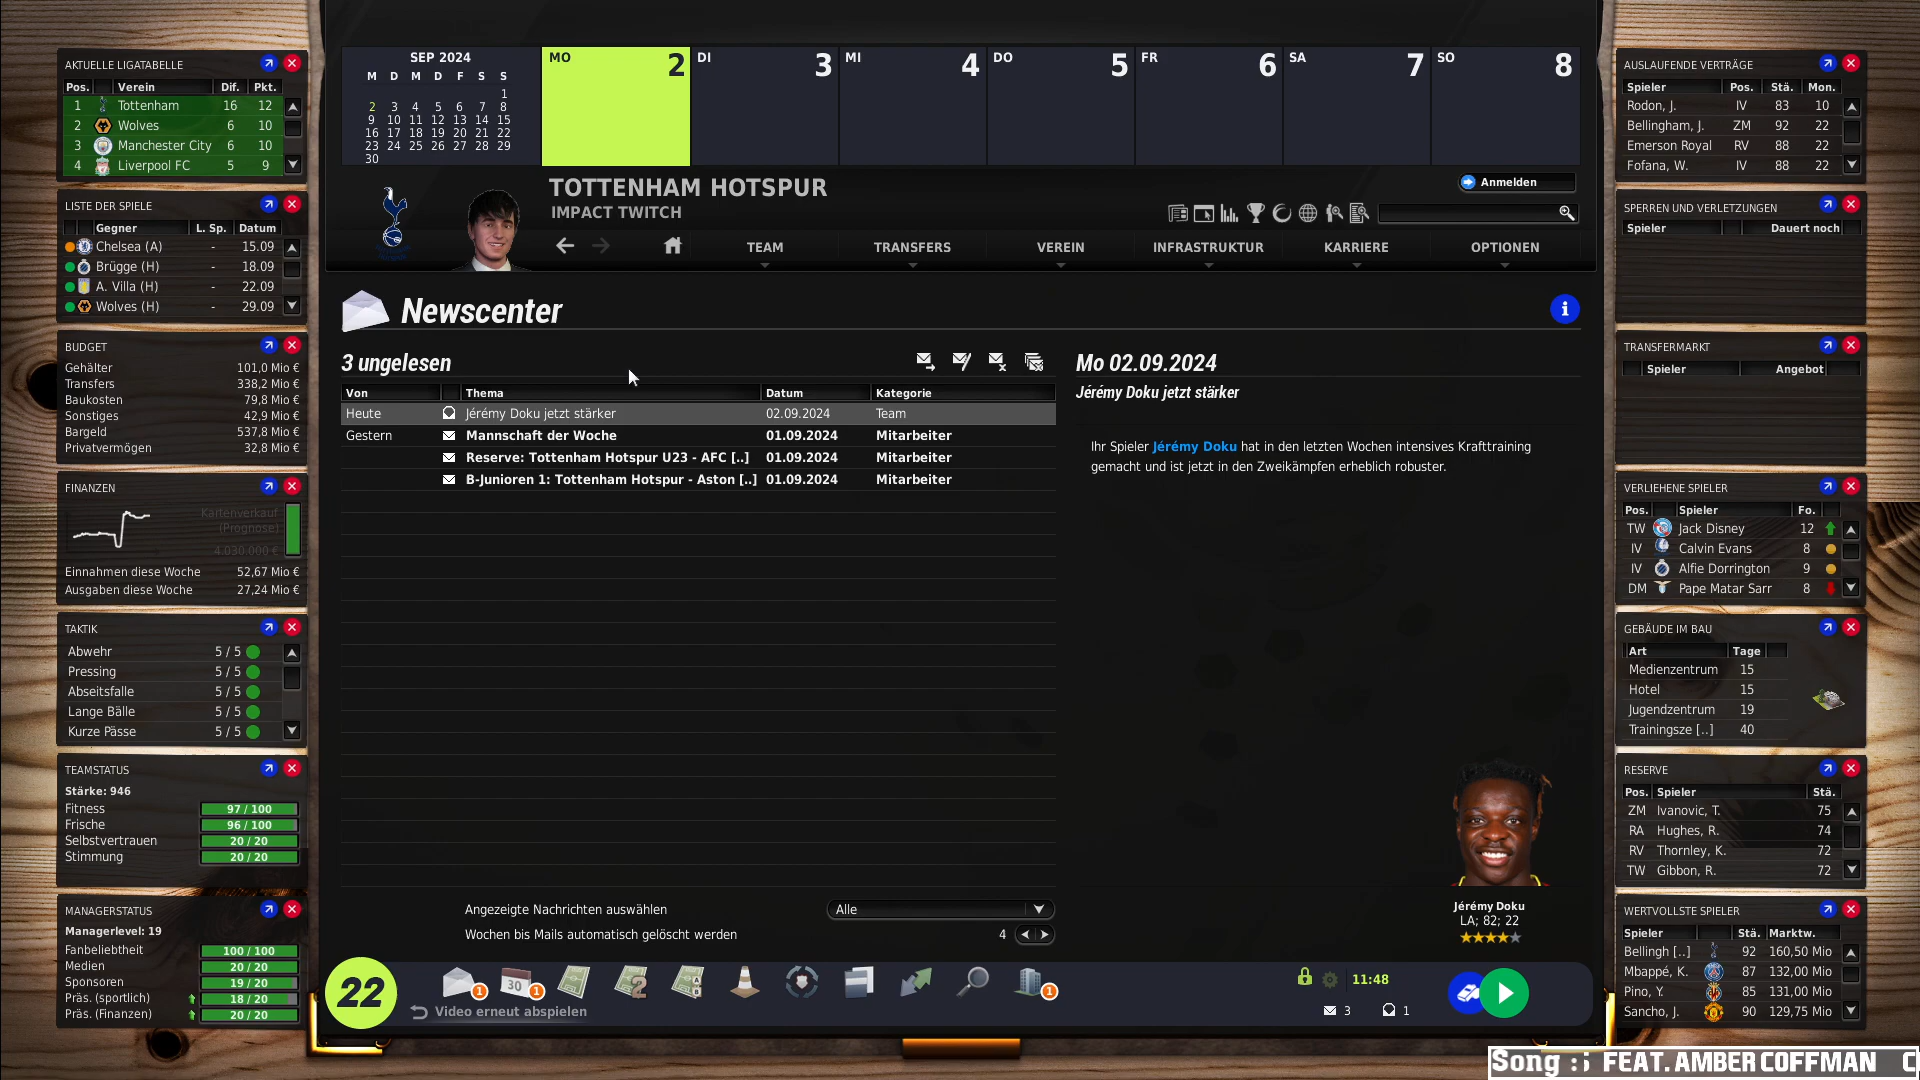 AKTUELLE LIGATABELLE
Pos. Verein Dif. Pkt.
1 Tottenham 16 12
2 Wolves 6 10
3 Manchester City 6 10
4 Liverpool FC 5 9
LISTE DER SPIELE
Gegner L. Sp. Datum
Chelsea (A) - 15.09
Brügge (H) - 18.09
A. Villa (H) - 22.09
Wolves (H) - 29.09
BUDGET
Gehälter 101,0 Mio €
Transfers 338,2 Mio €
Baukosten 79,8 Mio €
Sonstiges 42,9 Mio €
Bargeld 537,8 Mio €
Privatvermögen 32,8 Mio €
FINANZEN
Kartenverkauf
(Prognose)
4.030.000 €
Einnahmen diese Woche 52,67 Mio €
Ausgaben diese Woche 27,24 Mio €
TAKTIK
Abwehr 5 / 5
Pressing 5 / 5
Abseitsfalle 5 / 5
Lange Bälle 5 / 5
Kurze Pässe 5 / 5
TEAMSTATUS
Stärke: 946
Fitness 97 / 100
Frische 96 / 100
Selbstvertrauen 20 / 20
Stimmung 20 / 20
MANAGERSTATUS
Managerlevel: 19
Fanbeliebtheit 100 / 100
Medien 20 / 20
Sponsoren 19 / 20
Präs. (sportlich) 18 / 20
Präs. (Finanzen) 20 / 20
SEP 2024
M D M D F S S
1
2 3 4 5 6 7 8
9 10 11 12 13 14 15
16 17 18 19 20 21 22
23 24 25 26 27 28 29
30
MO 2 DI 3 MI 4 DO 5 FR 6 SA 7 SO 8
TOTTENHAM HOTSPUR
IMPACT TWITCH
Anmelden
TEAM TRANSFERS VEREIN INFRASTRUKTUR KARRIERE OPTIONEN
Newscenter
i
3 ungelesen
Von Thema Datum Kategorie
Heute Jérémy Doku jetzt stärker 02.09.2024 Team
Gestern Mannschaft der Woche 01.09.2024 Mitarbeiter
Reserve: Tottenham Hotspur U23 - AFC [..] 01.09.2024 Mitarbeiter
B-Junioren 1: Tottenham Hotspur - Aston [..] 01.09.2024 Mitarbeiter
Angezeigte Nachrichten auswählen Alle
Wochen bis Mails automatisch gelöscht werden 4
Mo 02.09.2024
Jérémy Doku jetzt stärker
Ihr Spieler Jérémy Doku hat in den letzten Wochen intensives Krafttraining
gemacht und ist jetzt in den Zweikämpfen erheblich robuster.
Jérémy Doku
LA; 82; 22
22
1 30 1 2 1
Video erneut abspielen
11:48
3 1
AUSLAUFENDE VERTRÄGE
Spieler Pos. Stä. Mon.
Rodon, J. IV 83 10
Bellingham, J. ZM 92 22
Emerson Royal RV 88 22
Fofana, W. IV 88 22
SPERREN UND VERLETZUNGEN
Spieler Dauert noch
TRANSFERMARKT
Spieler Angebot
VERLIEHENE SPIELER
Pos. Spieler Fo.
TW Jack Disney 12
IV Calvin Evans 8
IV Alfie Dorrington 9
DM Pape Matar Sarr 8
GEBÄUDE IM BAU
Art Tage
Medienzentrum 15
Hotel 15
Jugendzentrum 19
Trainingsze [..] 40
RESERVE
Pos. Spieler Stä.
ZM Ivanovic, T. 75
RA Hughes, R. 74
RV Thornley, K. 72
TW Gibbon, R. 72
WERTVOLLSTE SPIELER
Spieler Stä. Marktw.
Bellingh [..] 92 160,50 Mio
Mbappé, K. 87 132,00 Mio
Pino, Y. 85 131,00 Mio
Sancho, J. 90 129,75 Mio
Song : FEAT. AMBER COFFMAN